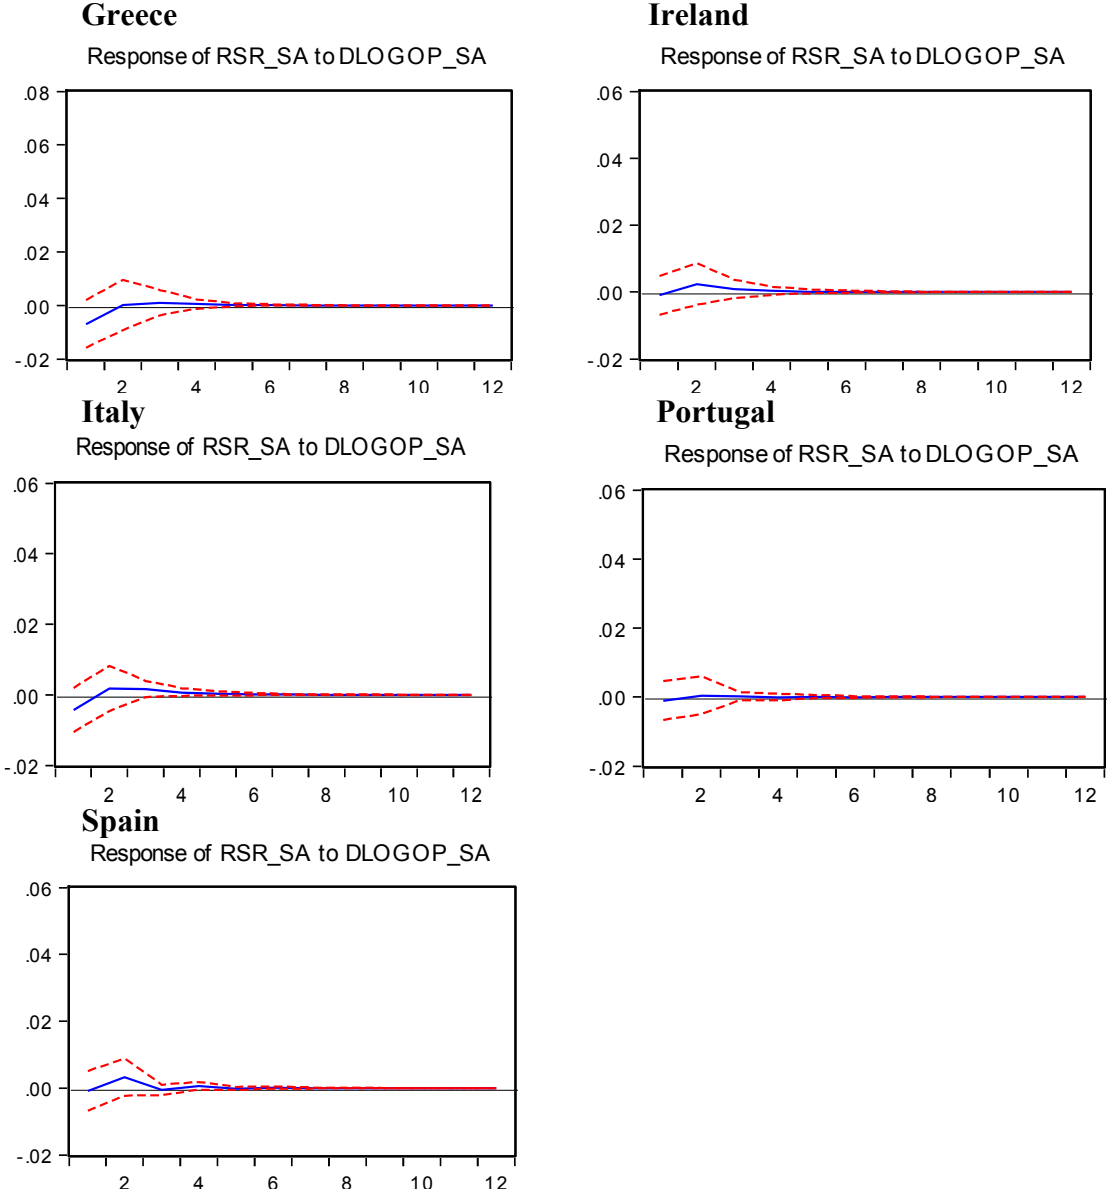 Greece
Response of RSR_SA to DLOGOP_SA
.08
.06
.04
.02
.00
-.02
2 4 6 8 10 12
Ireland
Response of RSR_SA to DLOGOP_SA
.06
.04
.02
.00
-.02
2 4 6 8 10 12
Italy
Response of RSR_SA to DLOGOP_SA
.06
.04
.02
.00
-.02
2 4 6 8 10 12
Portugal
Response of RSR_SA to DLOGOP_SA
.06
.04
.02
.00
-.02
2 4 6 8 10 12
Spain
Response of RSR_SA to DLOGOP_SA
.06
.04
.02
.00
-.02
2 4 6 8 10 12